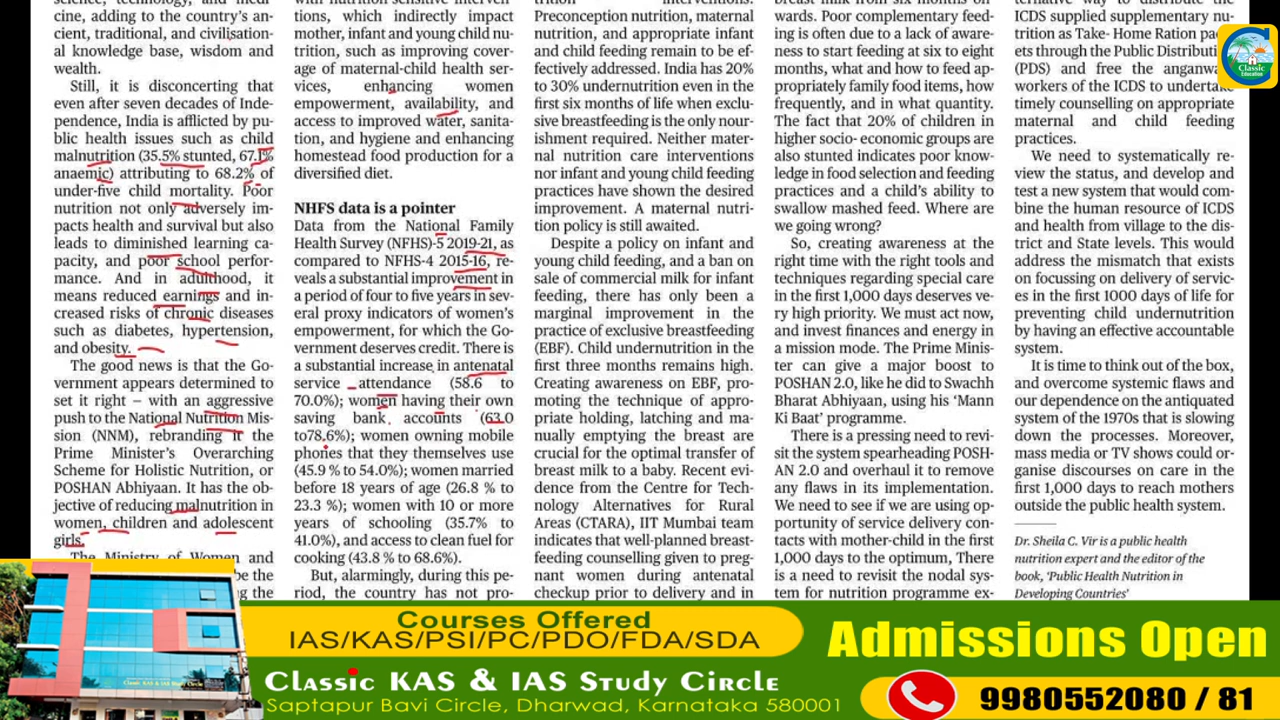 science, technology, and medi-
cine, adding to the country's an-
cient, traditional, and civilisation-
al knowledge base, wisdom and
wealth.
Still, it is disconcerting that
even after seven decades of Inde-
pendence, India is afflicted by pu-
blic health issues such as child
malnutrition (35.5% stunted, 67.1%
anaemic) attributing to 68.2% of
under-five child mortality. Poor
nutrition not only adversely im-
pacts health and survival but also
leads to diminished learning ca-
pacity, and poor school perfor-
mance. And in adulthood, it
means reduced earnings and in-
creased risks of chronic diseases
such as diabetes, hypertension,
and obesity.
The good news is that the Go-
vernment appears determined to
set it right – with an aggressive
push to the National Nutrition Mis-
sion (NNM), rebranding it the
Prime Minister's Overarching
Scheme for Holistic Nutrition, or
POSHAN Abhiyaan. It has the ob-
jective of reducing malnutrition in
women, children and adolescent
girls.
The Ministry of Women and
be the
the
with nutrition sensitive interven-
tions, which indirectly impact
mother, infant and young child nu-
trition, such as improving cover-
age of maternal-child health ser-
vices, enhancing women
empowerment, availability, and
access to improved water, sanita-
tion, and hygiene and enhancing
homestead food production for a
diversified diet.
NHFS data is a pointer
Data from the National Family
Health Survey (NFHS)-5 2019-21, as
compared to NFHS-4 2015-16, re-
veals a substantial improvement in
a period of four to five years in sev-
eral proxy indicators of women's
empowerment, for which the Go-
vernment deserves credit. There is
a substantial increase in antenatal
service attendance (58.6 to
70.0%); women having their own
saving bank accounts (63.0
to78.6%); women owning mobile
phones that they themselves use
(45.9 % to 54.0%); women married
before 18 years of age (26.8 % to
23.3 %); women with 10 or more
years of schooling (35.7% to
41.0%), and access to clean fuel for
cooking (43.8 % to 68.6%).
But, alarmingly, during this pe-
riod, the country has not pro-
trition interventions.
Preconception nutrition, maternal
nutrition, and appropriate infant
and child feeding remain to be ef-
fectively addressed. India has 20%
to 30% undernutrition even in the
first six months of life when exclu-
sive breastfeeding is the only nour-
ishment required. Neither mater-
nal nutrition care interventions
nor infant and young child feeding
practices have shown the desired
improvement. A maternal nutri-
tion policy is still awaited.
Despite a policy on infant and
young child feeding, and a ban on
sale of commercial milk for infant
feeding, there has only been a
marginal improvement in the
practice of exclusive breastfeeding
(EBF). Child undernutrition in the
first three months remains high.
Creating awareness on EBF, pro-
moting the technique of appro-
priate holding, latching and ma-
nually emptying the breast are
crucial for the optimal transfer of
breast milk to a baby. Recent evi-
dence from the Centre for Tech-
nology Alternatives for Rural
Areas (CTARA), IIT Mumbai team
indicates that well-planned breast-
feeding counselling given to preg-
nant women during antenatal
checkup prior to delivery and in
breast milk from six months on-
wards. Poor complementary feed-
ing is often due to a lack of aware-
ness to start feeding at six to eight
months, what and how to feed ap-
propriately family food items, how
frequently, and in what quantity.
The fact that 20% of children in
higher socio- economic groups are
also stunted indicates poor know-
ledge in food selection and feeding
practices and a child's ability to
swallow mashed feed. Where are
we going wrong?
So, creating awareness at the
right time with the right tools and
techniques regarding special care
in the first 1,000 days deserves ve-
ry high priority. We must act now,
and invest finances and energy in
a mission mode. The Prime Minis-
ter can give a major boost to
POSHAN 2.0, like he did to Swachh
Bharat Abhiyaan, using his 'Mann
Ki Baat' programme.
There is a pressing need to revi-
sit the system spearheading POSH-
AN 2.0 and overhaul it to remove
any flaws in its implementation.
We need to see if we are using op-
portunity of service delivery con-
tacts with mother-child in the first
1,000 days to the optimum, There
is a need to revisit the nodal sys-
tem for nutrition programme ex-
ternative way to distribute the
ICDS supplied supplementary nu-
trition as Take- Home Ration pa
ets through the Public Distributi
(PDS) and free the anganwa
workers of the ICDS to undertake
timely counselling on appropriate
maternal and child feeding
practices.
We need to systematically re-
view the status, and develop and
test a new system that would com-
bine the human resource of ICDS
and health from village to the dis-
trict and State levels. This would
address the mismatch that exists
on focussing on delivery of servic-
es in the first 1000 days of life for
preventing child undernutrition
by having an effective accountable
system.
It is time to think out of the box,
and overcome systemic flaws and
our dependence on the antiquated
system of the 1970s that is slowing
down the processes. Moreover,
mass media or TV shows could or-
ganise discourses on care in the
first 1,000 days to reach mothers
outside the public health system.
Dr. Sheila C. Vir is a public health
nutrition expert and the editor of the
book, 'Public Health Nutrition in
Developing Countries'
Classic
Education
Classic KAS & IAS Study Circle
Courses Offered
IAS/KAS/PSI/PC/PDO/FDA/SDA
Classic KAS & IAS Study Circle
Saptapur Bavi Circle, Dharwad, Karnataka 580001
Admissions Open
9980552080 / 81